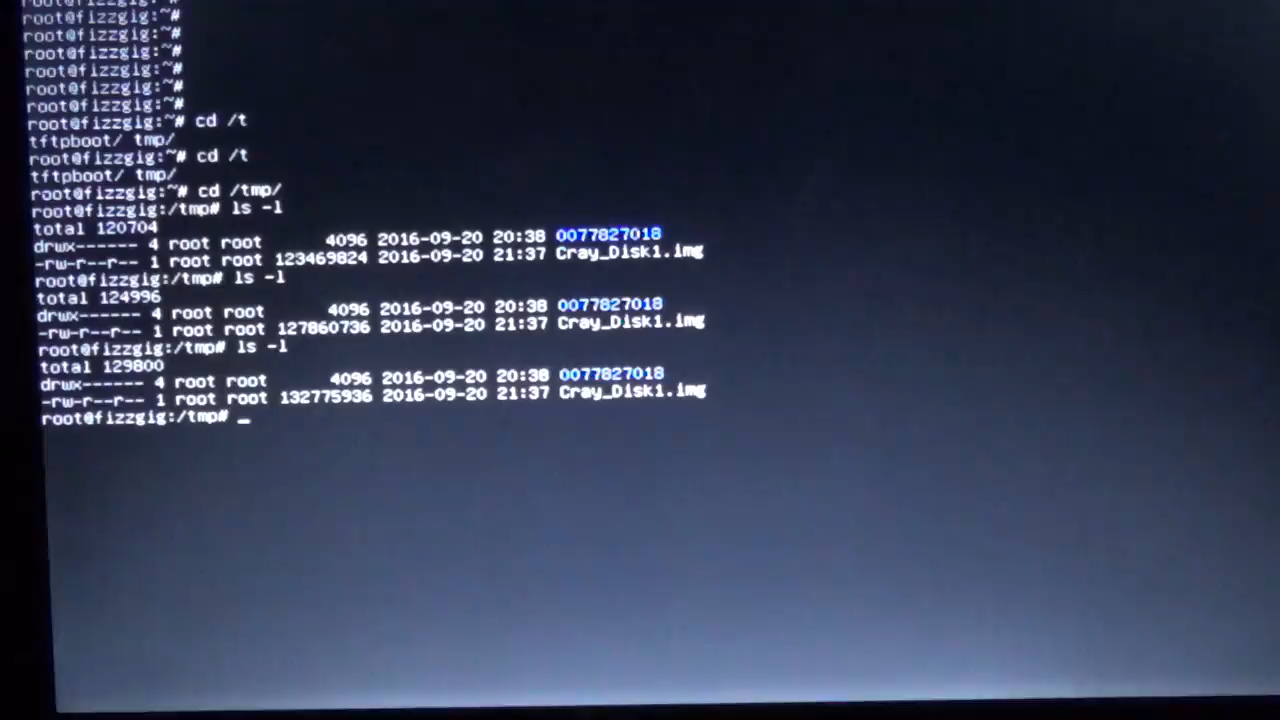 root@fizzgig:~#
root@fizzgig:~#
root@fizzgig:~#
root@fizzgig:~#
root@fizzgig:~#
root@fizzgig:~#
root@fizzgig:~#
root@fizzgig:~# cd /t
tftpboot/ tmp/
root@fizzgig:~# cd /t
tftpboot/ tmp/
root@fizzgig:~# cd /tmp/
root@fizzgig:/tmp# ls -l
total 120704
drwx------ 4 root root 4096 2016-09-20 20:38 0077827018
-rw-r--r-- 1 root root 123469824 2016-09-20 21:37 Cray_Disk1.img
root@fizzgig:/tmp# ls -l
total 124996
drwx------ 4 root root 4096 2016-09-20 20:38 0077827018
-rw-r--r-- 1 root root 127860736 2016-09-20 21:37 Cray_Disk1.img
root@fizzgig:/tmp# ls -l
total 129800
drwx------ 4 root root 4096 2016-09-20 20:38 0077827018
-rw-r--r-- 1 root root 132775936 2016-09-20 21:37 Cray_Disk1.img
root@fizzgig:/tmp# _